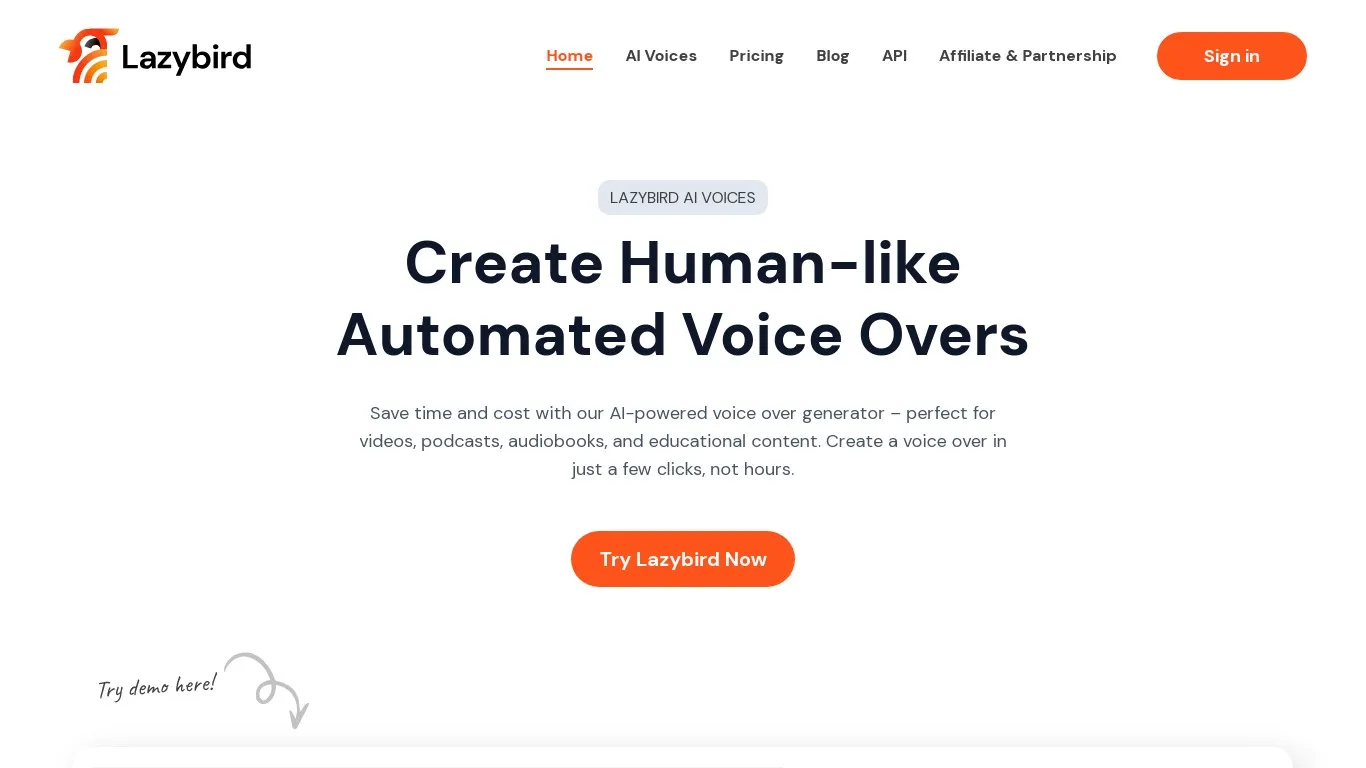 Lazybird
Home
AI Voices
Pricing
Blog
API
Affiliate & Partnership
Sign in
LAZYBIRD AI VOICES
Create Human-like
Automated Voice Overs
Save time and cost with our AI-powered voice over generator – perfect for
videos, podcasts, audiobooks, and educational content. Create a voice over in
just a few clicks, not hours.
Try Lazybird Now
Try demo here!